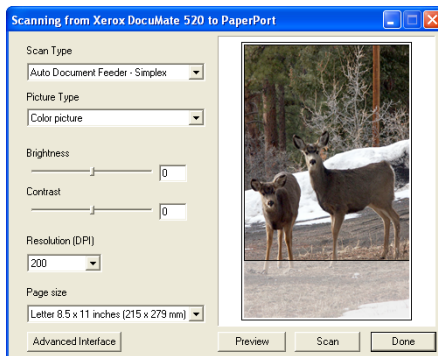 Scanning from Xerox DocuMate 520 to PaperPort
Scan Type
Auto Document Feeder - Simplex
Picture Type
Color picture
Brightness
0
Contrast
0
Resolution (DPI)
200
Page size
Letter 8.5 x 11 inches (215 x 279 mm)
Advanced Interface
Preview
Scan
Done